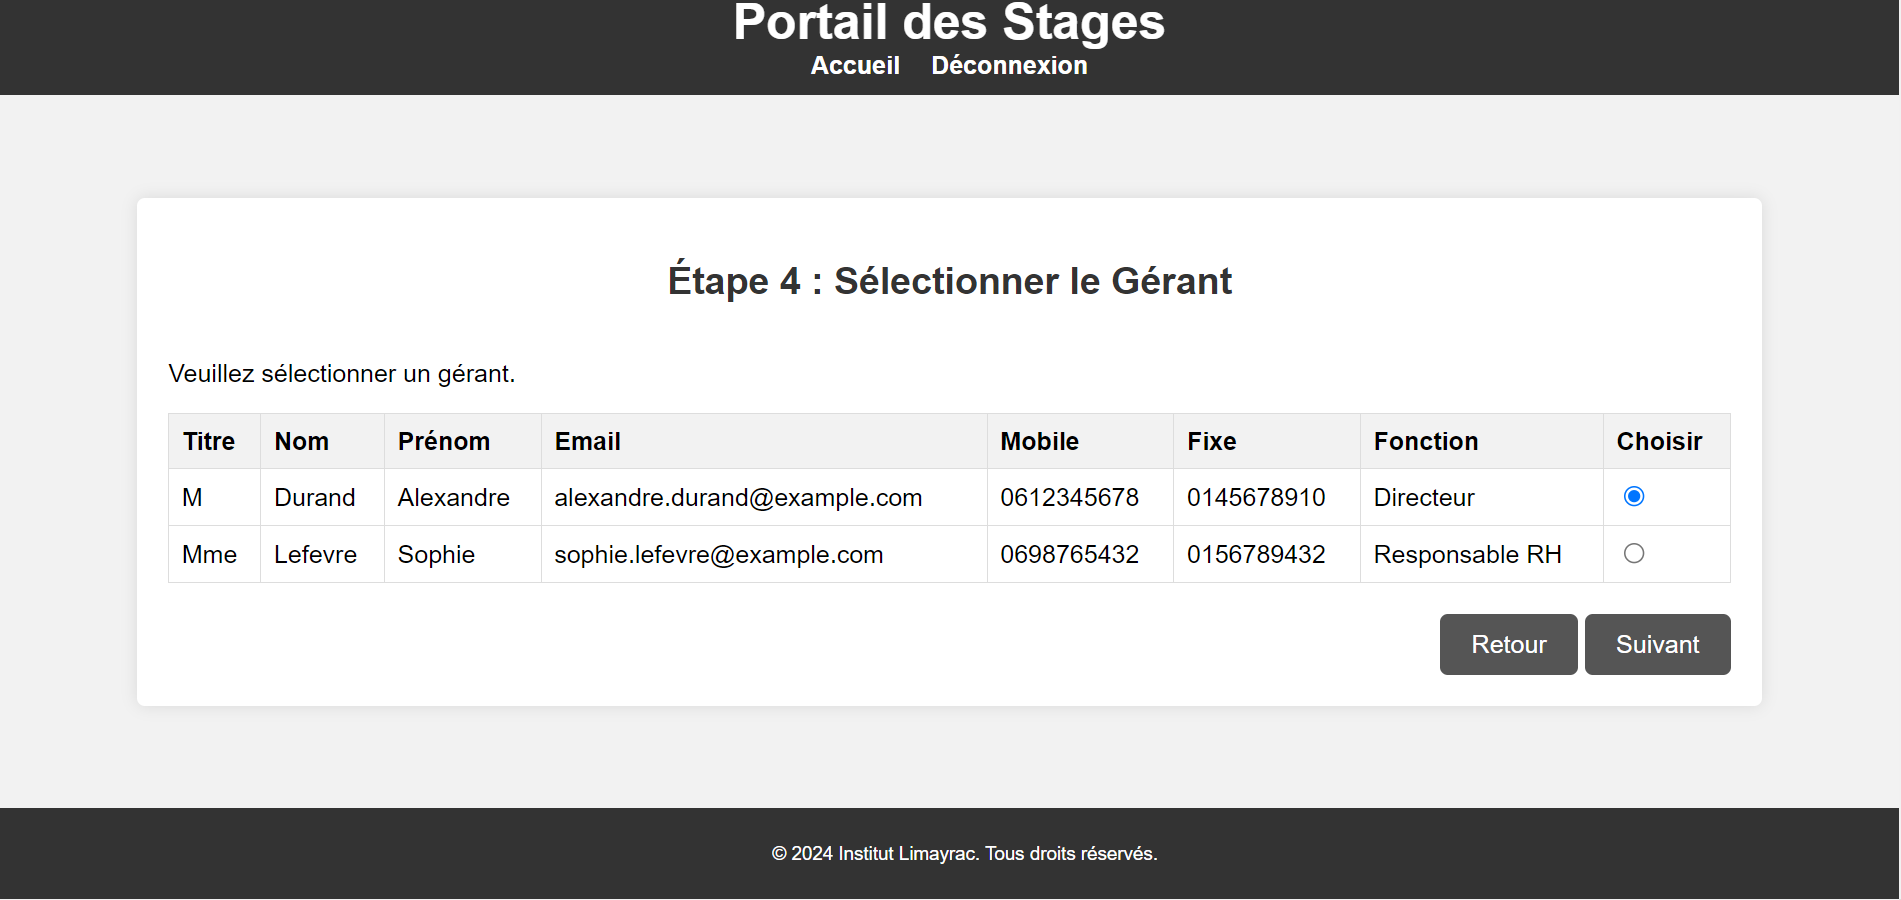 Portail des Stages
Accueil Déconnexion
Étape 4 : Sélectionner le Gérant
Veuillez sélectionner un gérant.
Titre Nom Prénom Email Mobile Fixe Fonction Choisir
M Durand Alexandre alexandre.durand@example.com 0612345678 0145678910 Directeur
Mme Lefevre Sophie sophie.lefevre@example.com 0698765432 0156789432 Responsable RH
Retour Suivant
© 2024 Institut Limayrac. Tous droits réservés.